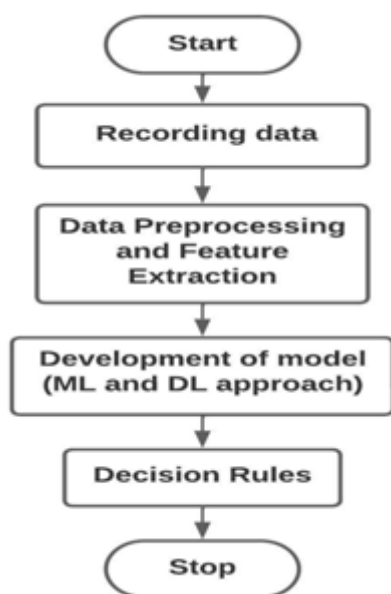 Start
Recording data
Data Preprocessing
and Feature
Extraction
Development of model
(ML and DL approach)
Decision Rules
Stop